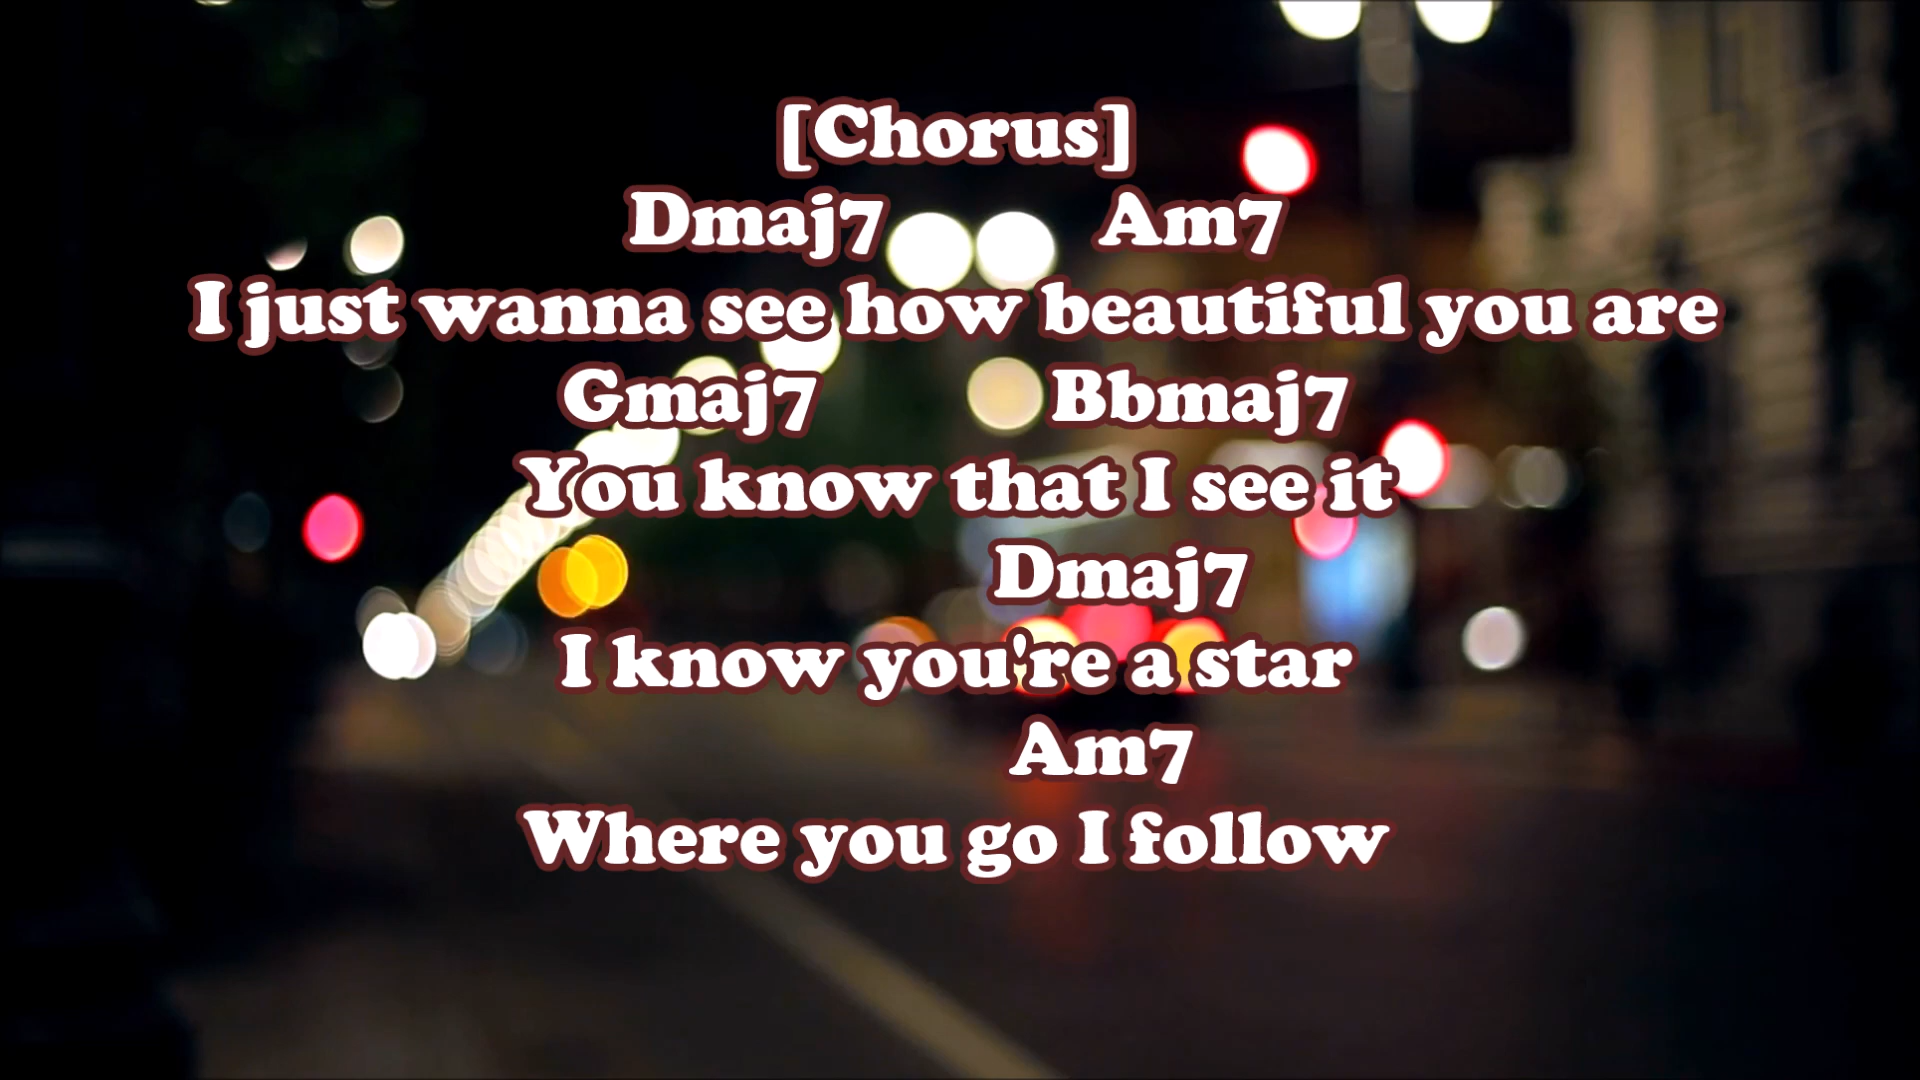 [Chorus]
Dmaj7 Am7
I just wanna see how beautiful you are
Gmaj7 Bbmaj7
You know that I see it
Dmaj7
I know you're a star
Am7
Where you go I follow